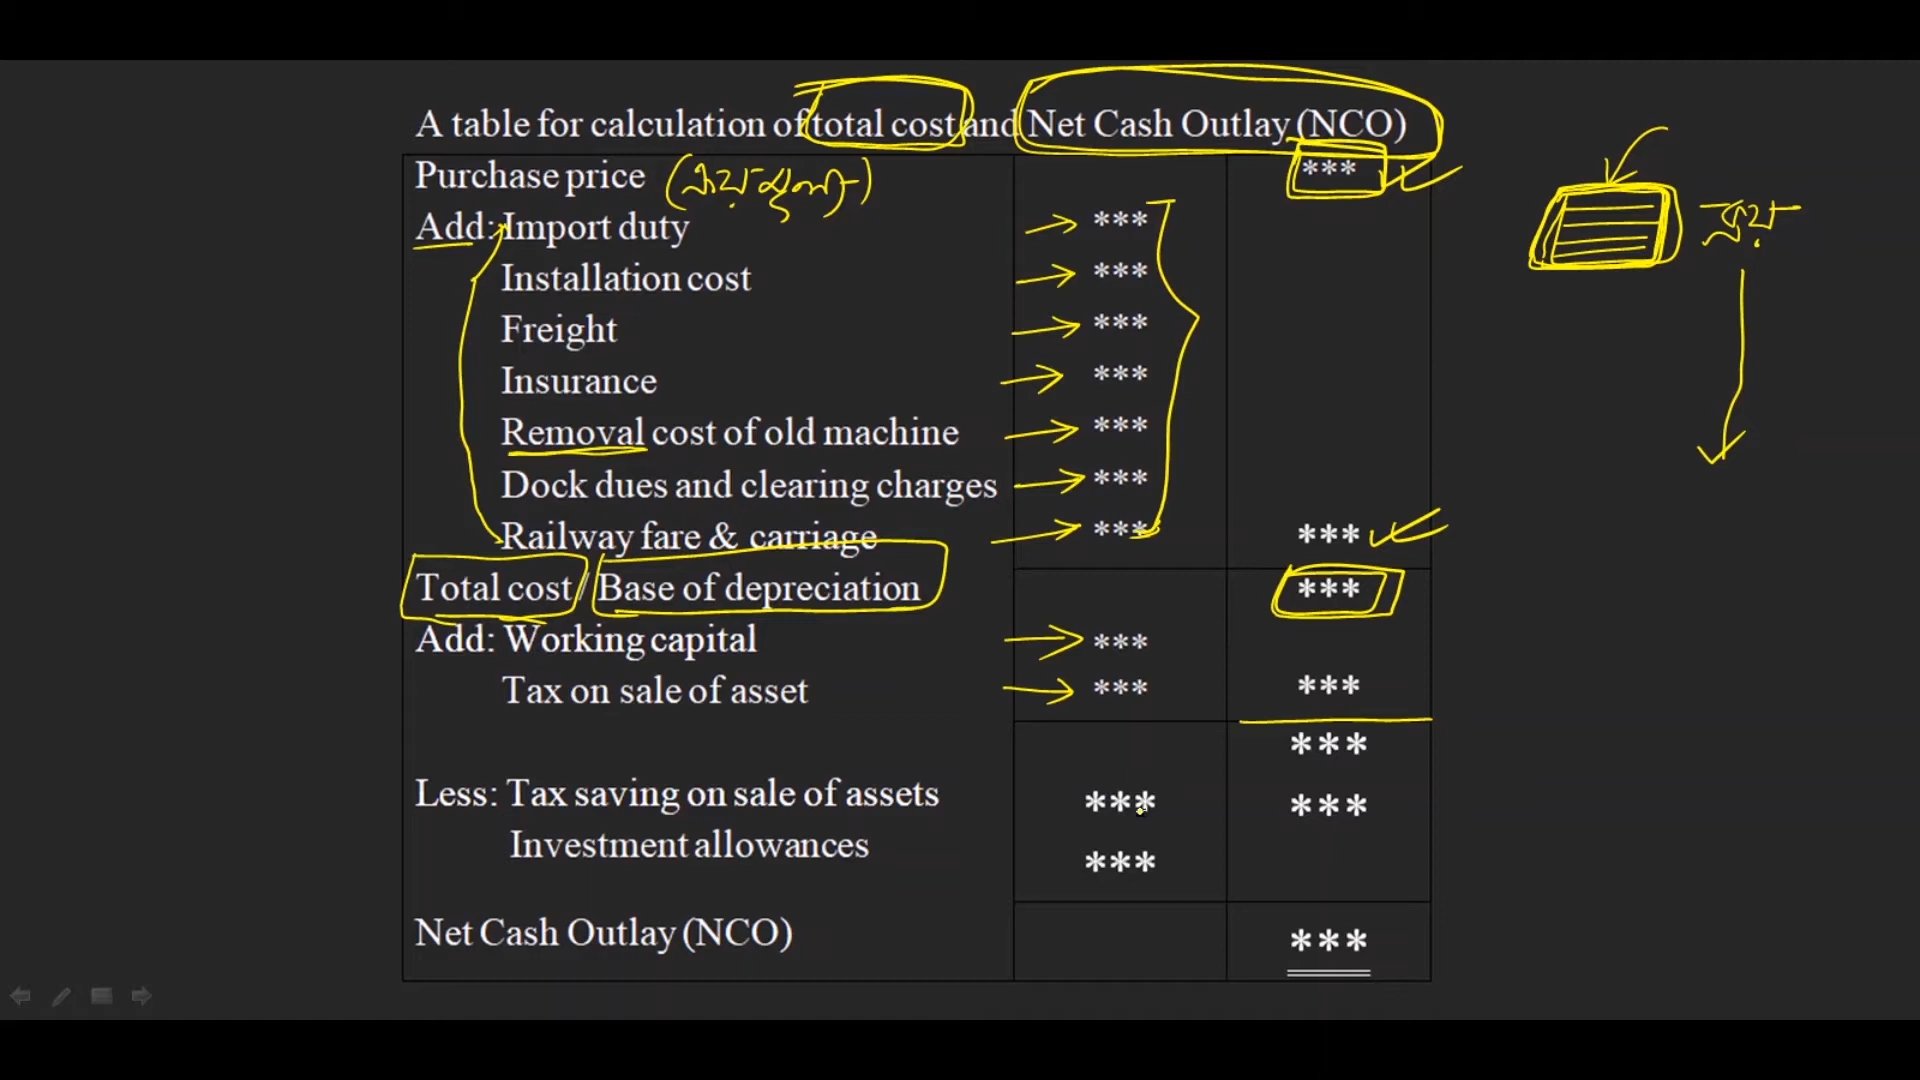 A table for calculation of total cost and Net Cash Outlay (NCO)
Purchase price (ক্রয়মূল্য) ***
Add: Import duty ***
Installation cost ***
Freight ***
Insurance ***
Removal cost of old machine ***
Dock dues and clearing charges ***
Railway fare & carriage *** ***
Total cost / Base of depreciation ***
Add: Working capital ***
Tax on sale of asset *** ***
***
Less: Tax saving on sale of assets *** ***
Investment allowances ***
Net Cash Outlay (NCO) ***